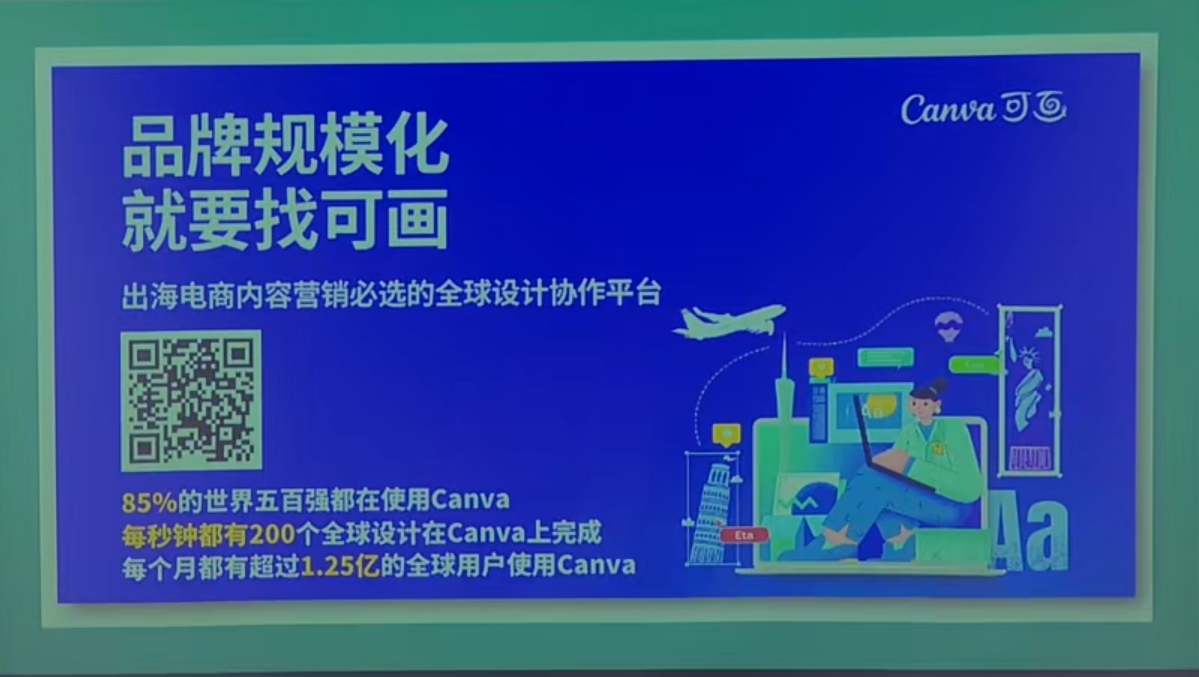 Canva可画
品牌规模化
就要找可画
出海电商内容营销必选的全球设计协作平台
85%的世界五百强都在使用Canva
每秒钟都有200个全球设计在Canva上完成
每个月都有超过1.25亿的全球用户使用Canva
Eta
Aa
Aa